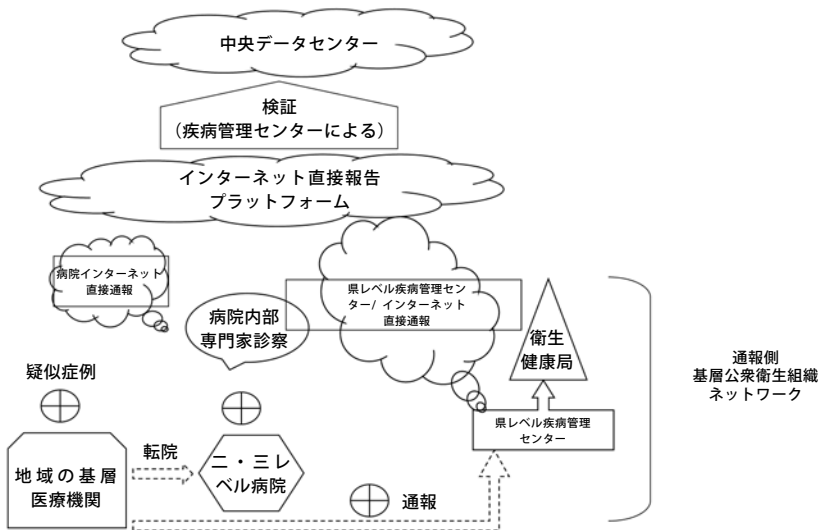 中央データセンター
検証
（疾病管理センターによる）
インターネット直接報告
プラットフォーム
病院インターネット
直接通報
病院内部
専門家診察
県レベル疾病管理セン
ター/ インターネット
直接通報
衛生
健康局
通報側
基層公衆衛生組織
ネットワーク
疑似症例
県レベル疾病管理
センター
地域の基層
医療機関
転院
二・三レ
ベル病院
通報